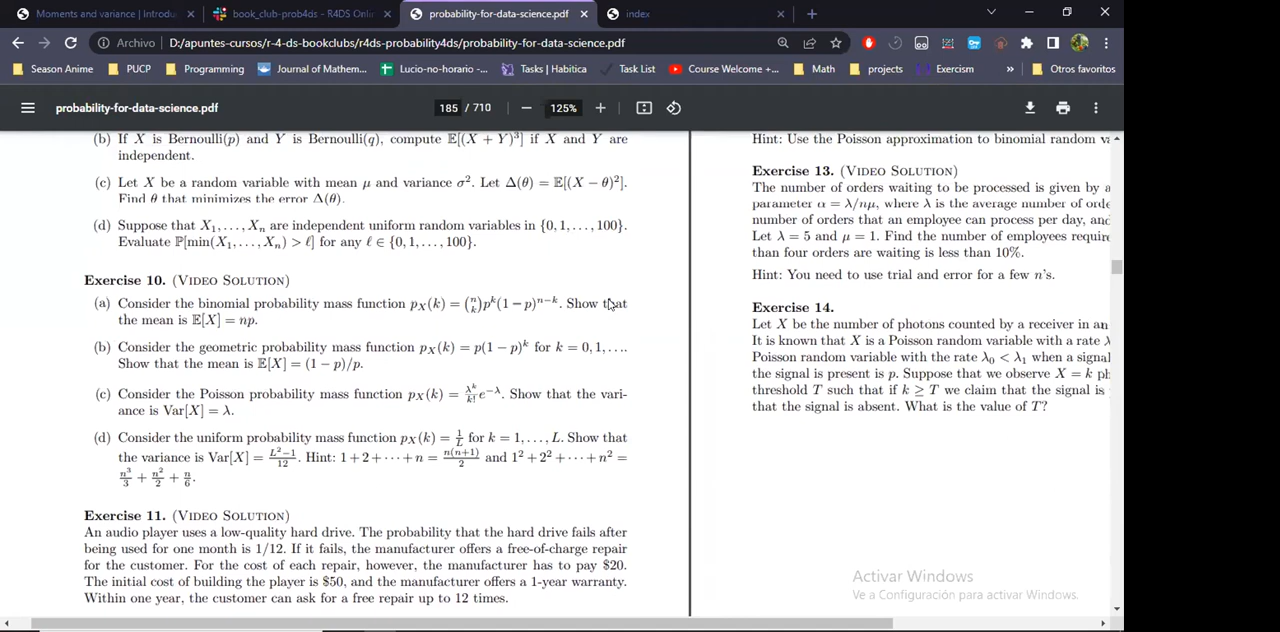 Moments and variance | Introdu
book_club-prob4ds - R4DS Onli
probability-for-data-science.pdf
index
Archivo
D:/apuntes-cursos/r-4-ds-bookclubs/r4ds-probability4ds/probability-for-data-science.pdf
Season Anime
PUCP
Programming
Journal of Mathem...
Lucio-no-horario -...
Tasks | Habitica
Task List
Course Welcome +...
Math
projects
Exercism
»
Otros favoritos
probability-for-data-science.pdf
185 / 710
125%
(b) If X is Bernoulli(p) and Y is Bernoulli(q), compute 𝔼[(X + Y)³] if X and Y are
independent.
(c) Let X be a random variable with mean μ and variance σ². Let Δ(θ) = 𝔼[(X − θ)²].
Find θ that minimizes the error Δ(θ).
(d) Suppose that X₁, . . . , Xₙ are independent uniform random variables in {0, 1, . . . , 100}.
Evaluate ℙ[min(X₁, . . . , Xₙ) > ℓ] for any ℓ ∈ {0, 1, . . . , 100}.
Exercise 10. (Video Solution)
(a) Consider the binomial probability mass function p_X(k) = (n k)pᵏ(1 − p)ⁿ⁻ᵏ. Show that
the mean is 𝔼[X] = np.
(b) Consider the geometric probability mass function p_X(k) = p(1 − p)ᵏ for k = 0, 1, . . ..
Show that the mean is 𝔼[X] = (1 − p)/p.
(c) Consider the Poisson probability mass function p_X(k) = λᵏ/k! e^−λ. Show that the vari-
ance is Var[X] = λ.
(d) Consider the uniform probability mass function p_X(k) = 1/L for k = 1, . . . , L. Show that
the variance is Var[X] = L²−1/12. Hint: 1 + 2 + · · · + n = n(n+1)/2 and 1² + 2² + · · · + n² =
n³/3 + n²/2 + n/6.
Exercise 11. (Video Solution)
An audio player uses a low-quality hard drive. The probability that the hard drive fails after
being used for one month is 1/12. If it fails, the manufacturer offers a free-of-charge repair
for the customer. For the cost of each repair, however, the manufacturer has to pay $20.
The initial cost of building the player is $50, and the manufacturer offers a 1-year warranty.
Within one year, the customer can ask for a free repair up to 12 times.
Hint: Use the Poisson approximation to binomial random va
Exercise 13. (Video Solution)
The number of orders waiting to be processed is given by a
parameter α = λ/nμ, where λ is the average number of orde
number of orders that an employee can process per day, and
Let λ = 5 and μ = 1. Find the number of employees require
than four orders are waiting is less than 10%.
Hint: You need to use trial and error for a few n's.
Exercise 14.
Let X be the number of photons counted by a receiver in an
It is known that X is a Poisson random variable with a rate λ
Poisson random variable with the rate λ₀ < λ₁ when a signal
the signal is present is p. Suppose that we observe X = k ph
threshold T such that if k ≥ T we claim that the signal is
that the signal is absent. What is the value of T?
Activar Windows
Ve a Configuración para activar Windows.